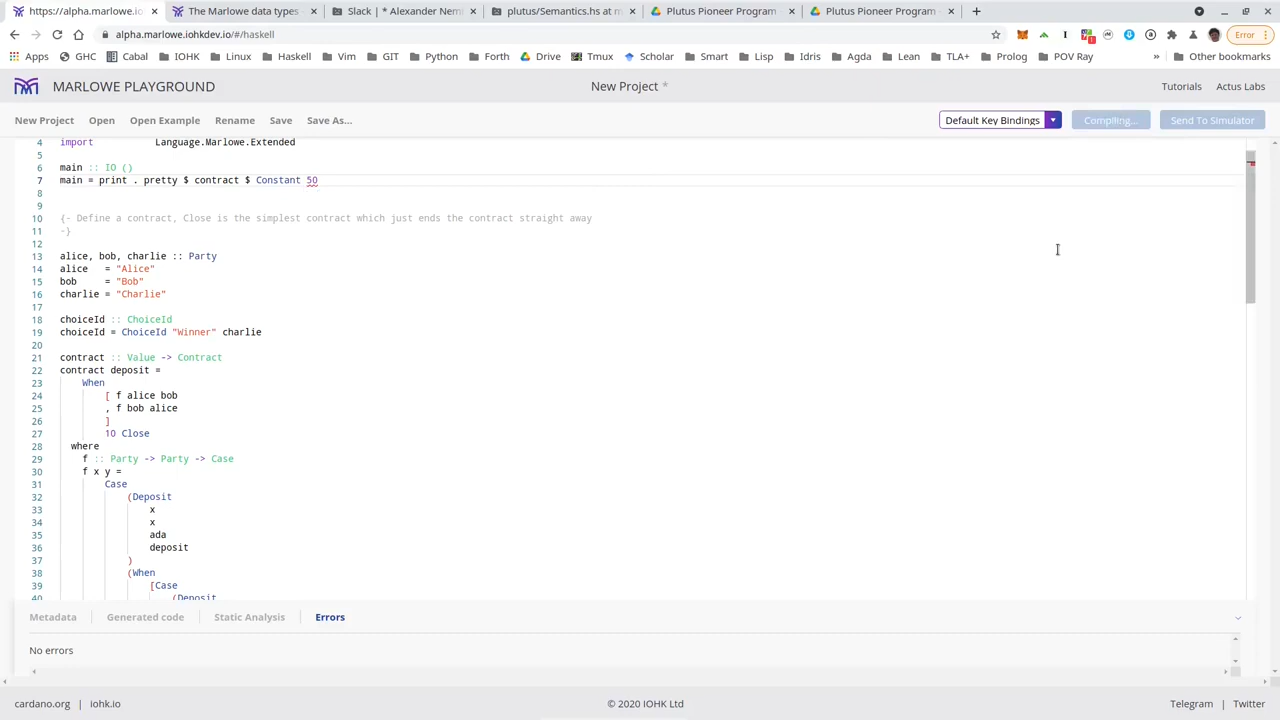 https://alpha.marlowe.io
The Marlowe data types
Slack | * Alexander Nem
plutus/Semantics.hs at m
Plutus Pioneer Program
Plutus Pioneer Program -
alpha.marlowe.iohkdev.io/#/haskell
Error
Apps GHC Cabal IOHK Linux Haskell Vim GIT Python Forth Drive Tmux Scholar Smart Lisp Idris Agda Lean TLA+ Prolog POV Ray » Other bookmarks
MARLOWE PLAYGROUND
New Project *
Tutorials Actus Labs
New Project Open Open Example Rename Save Save As...
Default Key Bindings Compiling... Send To Simulator
4 import Language.Marlowe.Extended
5
6 main :: IO ()
7 main = print . pretty $ contract $ Constant 50
8
9
10 {- Define a contract, Close is the simplest contract which just ends the contract straight away
11 -}
12
13 alice, bob, charlie :: Party
14 alice = "Alice"
15 bob = "Bob"
16 charlie = "Charlie"
17
18 choiceId :: ChoiceId
19 choiceId = ChoiceId "Winner" charlie
20
21 contract :: Value -> Contract
22 contract deposit =
23 When
24 [ f alice bob
25 , f bob alice
26 ]
27 10 Close
28 where
29 f :: Party -> Party -> Case
30 f x y =
31 Case
32 (Deposit
33 x
34 x
35 ada
36 deposit
37 )
38 (When
39 [Case
40 (Deposit
Metadata Generated code Static Analysis Errors
No errors
cardano.org | iohk.io
© 2020 IOHK Ltd
Telegram | Twitter